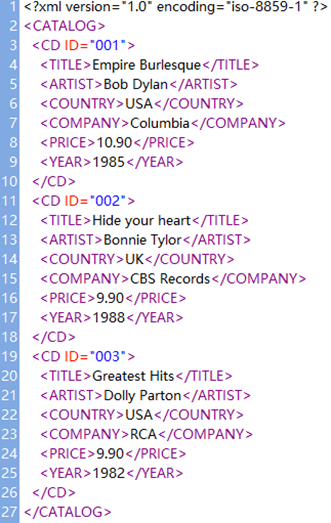 1 <?xml version="1.0" encoding="iso-8859-1" ?>
2 <CATALOG>
3 <CD ID="001">
4 <TITLE>Empire Burlesque</TITLE>
5 <ARTIST>Bob Dylan</ARTIST>
6 <COUNTRY>USA</COUNTRY>
7 <COMPANY>Columbia</COMPANY>
8 <PRICE>10.90</PRICE>
9 <YEAR>1985</YEAR>
10 </CD>
11 <CD ID="002">
12 <TITLE>Hide your heart</TITLE>
13 <ARTIST>Bonnie Tylor</ARTIST>
14 <COUNTRY>UK</COUNTRY>
15 <COMPANY>CBS Records</COMPANY>
16 <PRICE>9.90</PRICE>
17 <YEAR>1988</YEAR>
18 </CD>
19 <CD ID="003">
20 <TITLE>Greatest Hits</TITLE>
21 <ARTIST>Dolly Parton</ARTIST>
22 <COUNTRY>USA</COUNTRY>
23 <COMPANY>RCA</COMPANY>
24 <PRICE>9.90</PRICE>
25 <YEAR>1982</YEAR>
26 </CD>
27 </CATALOG>